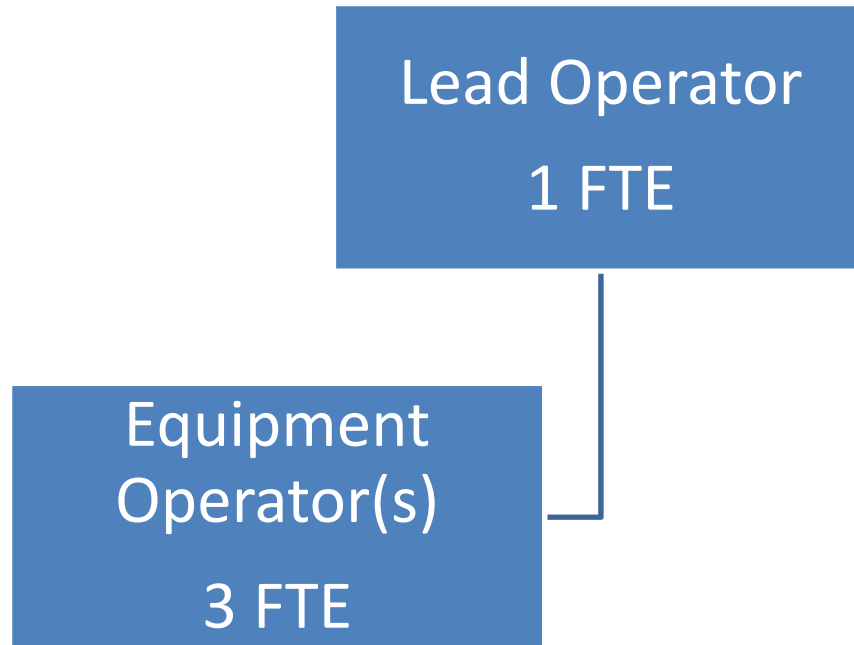 Lead Operator
1 FTE
Equipment
Operator(s)
3 FTE